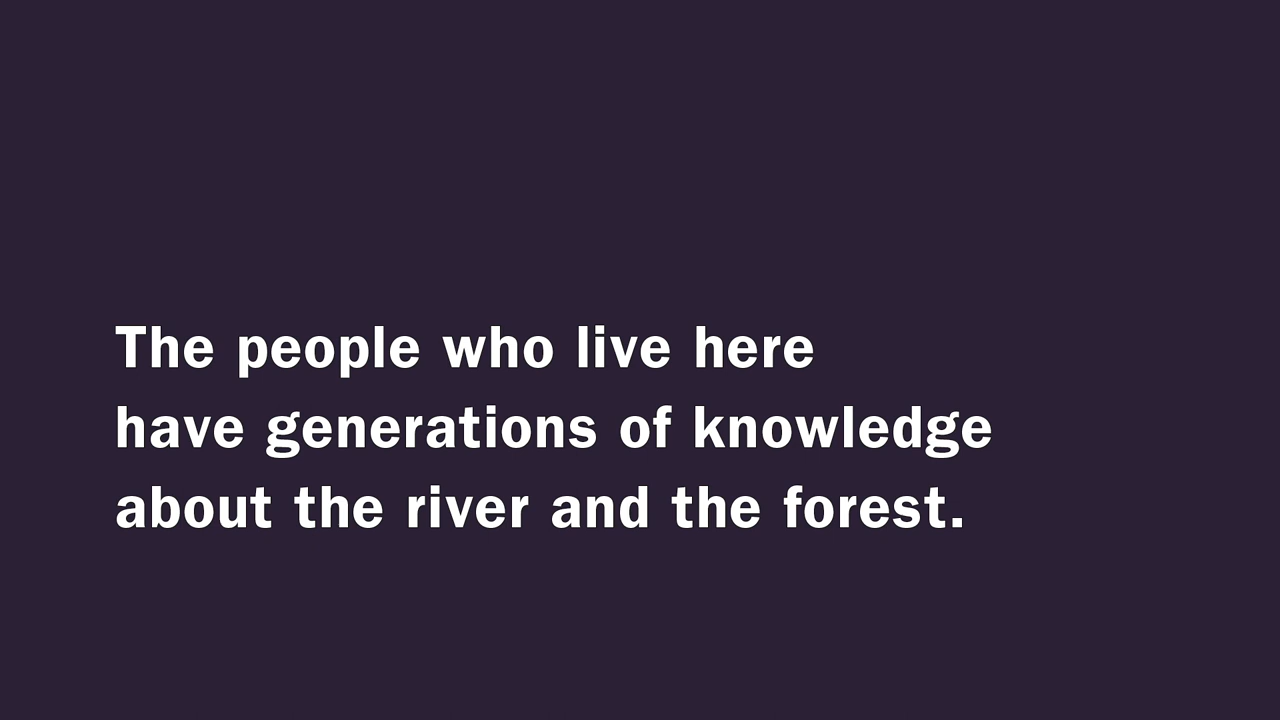 The people who live here
have generations of knowledge
about the river and the forest.